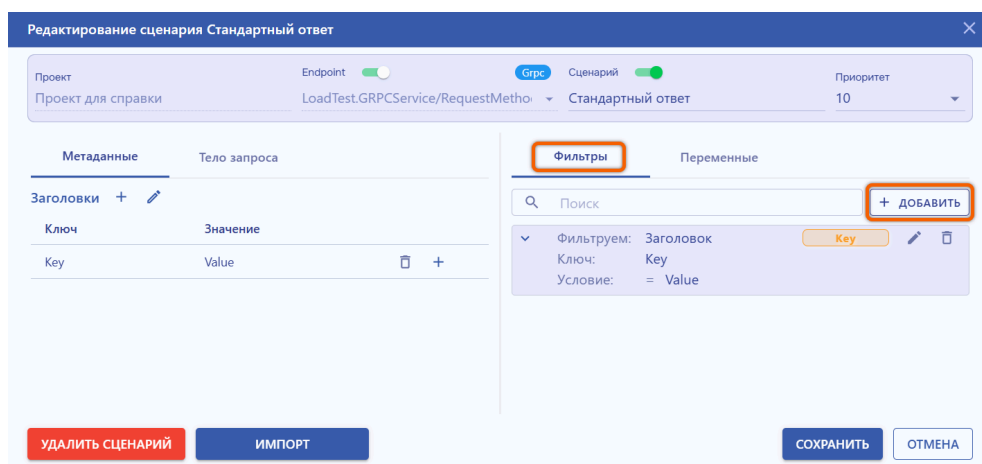 Редактирование сценария Стандартный ответ
Проект
Endpoint
Grpc
Сценарий
Приоритет
Проект для справки
LoadTest.GRPCService/RequestMetho
Стандартный ответ
10
Метаданные
Тело запроса
Фильтры
Переменные
Заголовки +
Поиск
+ ДОБАВИТЬ
Ключ
Значение
Фильтруем: Заголовок
Key
Key
Value
+
Ключ: Key
Условие: = Value
УДАЛИТЬ СЦЕНАРИЙ
ИМПОРТ
СОХРАНИТЬ
ОТМЕНА